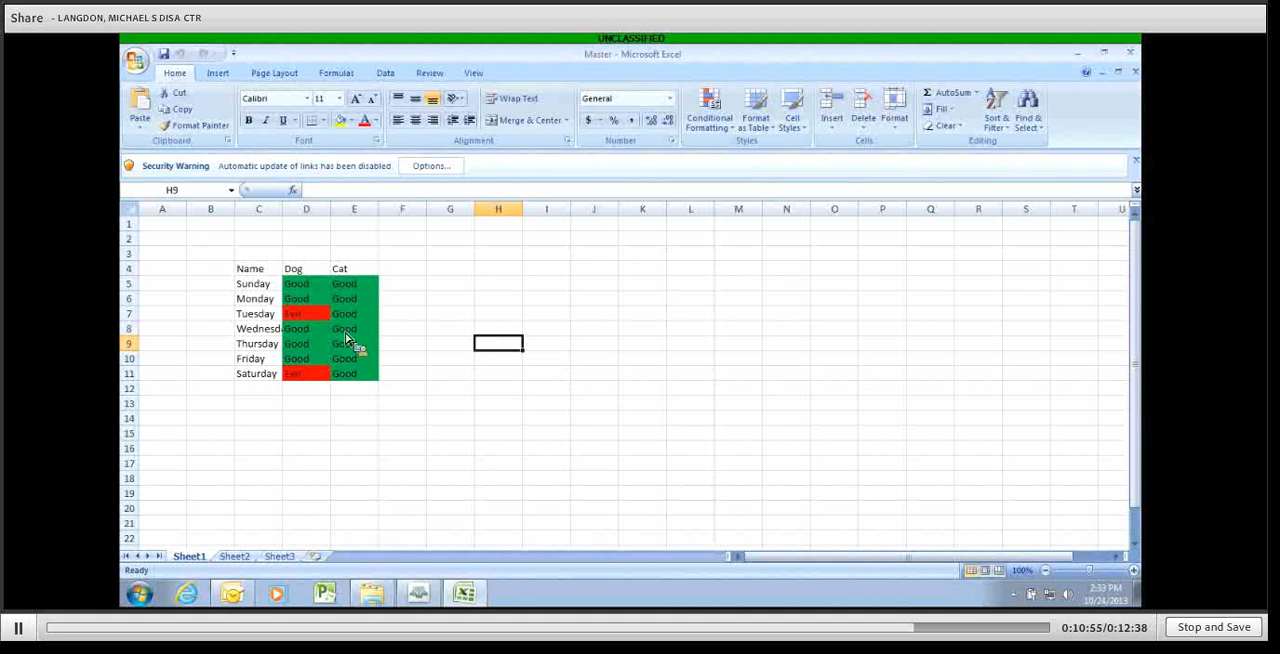 Share - LANGDON, MICHAEL S DISA CTR
UNCLASSIFIED
Master - Microsoft Excel
Home Insert Page Layout Formulas Data Review View
Paste
Cut
Copy
Format Painter
Clipboard
Calibri 11
B I U
Font
Wrap Text
Merge & Center
Alignment
General
$ % ,
Number
Conditional Formatting
Format as Table
Cell Styles
Styles
Insert Delete Format
Cells
AutoSum
Fill
Clear
Sort & Filter
Find & Select
Editing
Security Warning Automatic update of links has been disabled Options...
H9 fx
A B C D E F G H I J K L M N O P Q R S T U
1
2
3
4 Name Dog Cat
5 Sunday Good Good
6 Monday Good Good
7 Tuesday Evil Good
8 Wednesd Good Good
9 Thursday Good
10 Friday Good Good
11 Saturday Evil Good
12
13
14
15
16
17
18
19
20
21
22
Sheet1 Sheet2 Sheet3
Ready 100%
2:33 PM
10/24/2013
0:10:55/0:12:38 Stop and Save